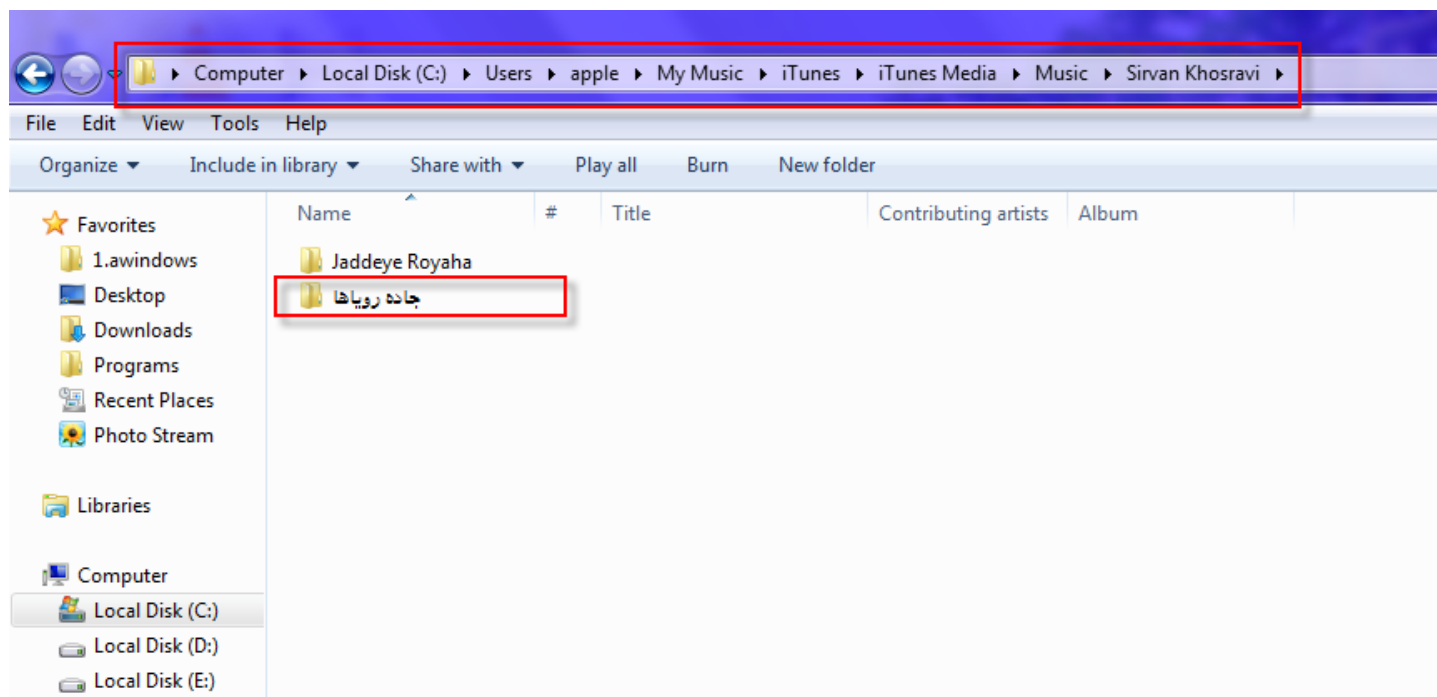 Computer Local Disk (C:) Users apple My Music iTunes iTunes Media Music Sirvan Khosravi
File Edit View Tools Help
Organize Include in library Share with Play all Burn New folder
Name # Title Contributing artists Album
Favorites
1.awindows
Desktop
Downloads
Programs
Recent Places
Photo Stream
Libraries
Computer
Local Disk (C:)
Local Disk (D:)
Local Disk (E:)
Jaddeye Royaha
جاده رویاها